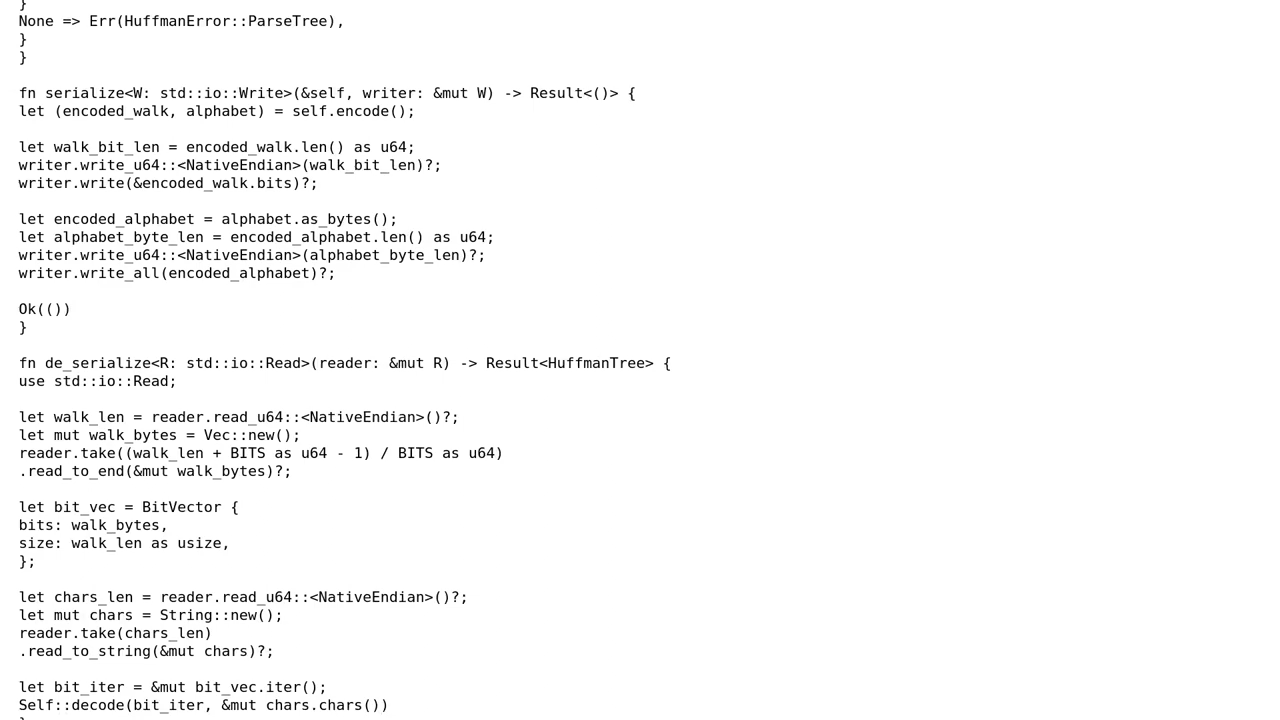 }
None => Err(HuffmanError::ParseTree),
}
}

fn serialize<W: std::io::Write>(&self, writer: &mut W) -> Result<()> {
let (encoded_walk, alphabet) = self.encode();

let walk_bit_len = encoded_walk.len() as u64;
writer.write_u64::<NativeEndian>(walk_bit_len)?;
writer.write(&encoded_walk.bits)?;

let encoded_alphabet = alphabet.as_bytes();
let alphabet_byte_len = encoded_alphabet.len() as u64;
writer.write_u64::<NativeEndian>(alphabet_byte_len)?;
writer.write_all(encoded_alphabet)?;

Ok(())
}

fn de_serialize<R: std::io::Read>(reader: &mut R) -> Result<HuffmanTree> {
use std::io::Read;

let walk_len = reader.read_u64::<NativeEndian>()?;
let mut walk_bytes = Vec::new();
reader.take((walk_len + BITS as u64 - 1) / BITS as u64)
.read_to_end(&mut walk_bytes)?;

let bit_vec = BitVector {
bits: walk_bytes,
size: walk_len as usize,
};

let chars_len = reader.read_u64::<NativeEndian>()?;
let mut chars = String::new();
reader.take(chars_len)
.read_to_string(&mut chars)?;

let bit_iter = &mut bit_vec.iter();
Self::decode(bit_iter, &mut chars.chars())
}